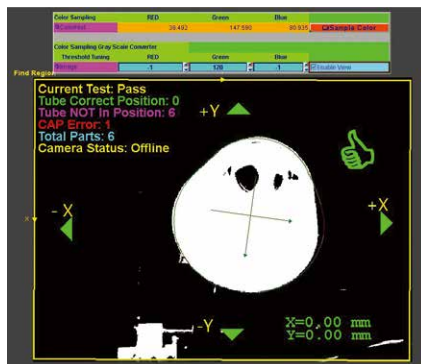 Color Sampling RED Green Blue
38.492 147.590 Sample Color
Color Sampling Gray Scale Converter
Threshold Tuning RED Green Blue
-1 128 -1 Enable View
Find Region
Current Test: Pass
Tube Correct Position: 0
Tube NOT In Position: 6
CAP Error: 1
Total Parts: 6
Camera Status: Offline
+Y
X
- X
+X
-Y
X=0.00 mm
Y=0.00 mm